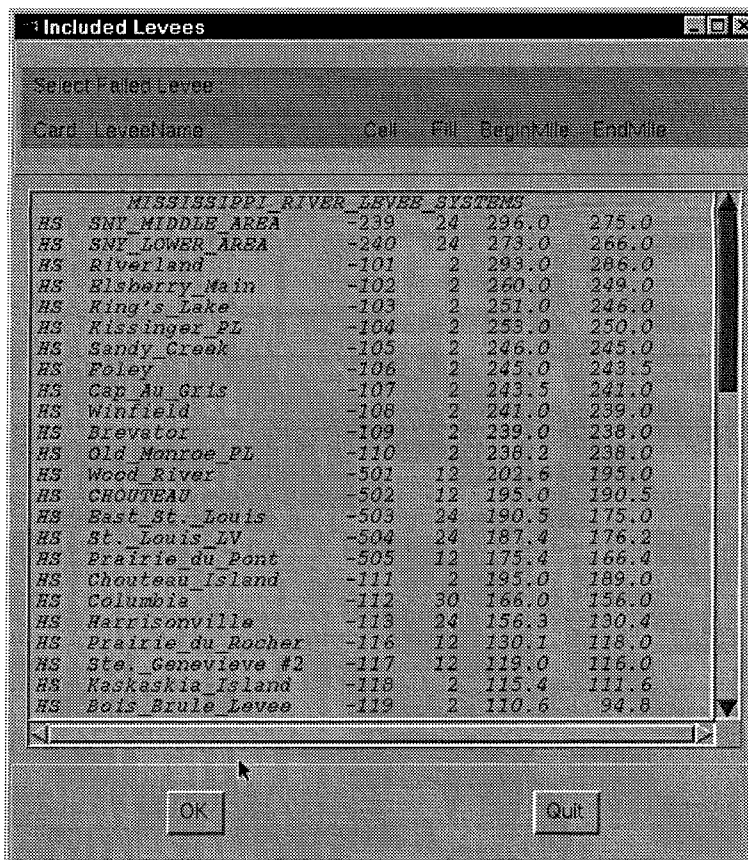 Included Levees
Select Failed Levee
Card LeveeName Cell Fill BeginMile EndMile
MISSISSIPPI_RIVER_LEVEE_SYSTEMS
HS SNY_MIDDLE_AREA -239 24 296.0 275.0
HS SNY_LOWER_AREA -240 24 273.0 266.0
HS Riverland -101 2 293.0 286.0
HS Elsberry_Main -102 2 260.0 249.0
HS King's_Lake -103 2 251.0 246.0
HS Kissinger_PL -104 2 253.0 250.0
HS Sandy_Creek -105 2 246.0 245.0
HS Foley -106 2 245.0 243.5
HS Cap_Au_Gris -107 2 243.5 241.0
HS Winfield -108 2 241.0 239.0
HS Brevator -109 2 239.0 238.0
HS Old_Monroe_PL -110 2 238.2 238.0
HS Wood_River -501 12 202.6 195.0
HS CHOUTEAU -502 12 195.0 190.5
HS East_St._Louis -503 24 190.5 175.0
HS St._Louis_LV -504 24 187.4 176.2
HS Prairie_du_Pont -505 12 175.4 166.4
HS Chouteau_Island -111 2 195.0 189.0
HS Columbia -112 30 166.0 156.0
HS Harrisonville -113 24 156.3 130.4
HS Prairie_du_Rocher -116 12 130.1 118.0
HS Ste._Genevieve #2 -117 12 119.0 116.0
HS Kaskaskia_Island -118 2 115.4 111.6
HS Bois_Brule_Levee -119 2 110.6 94.8
OK Quit